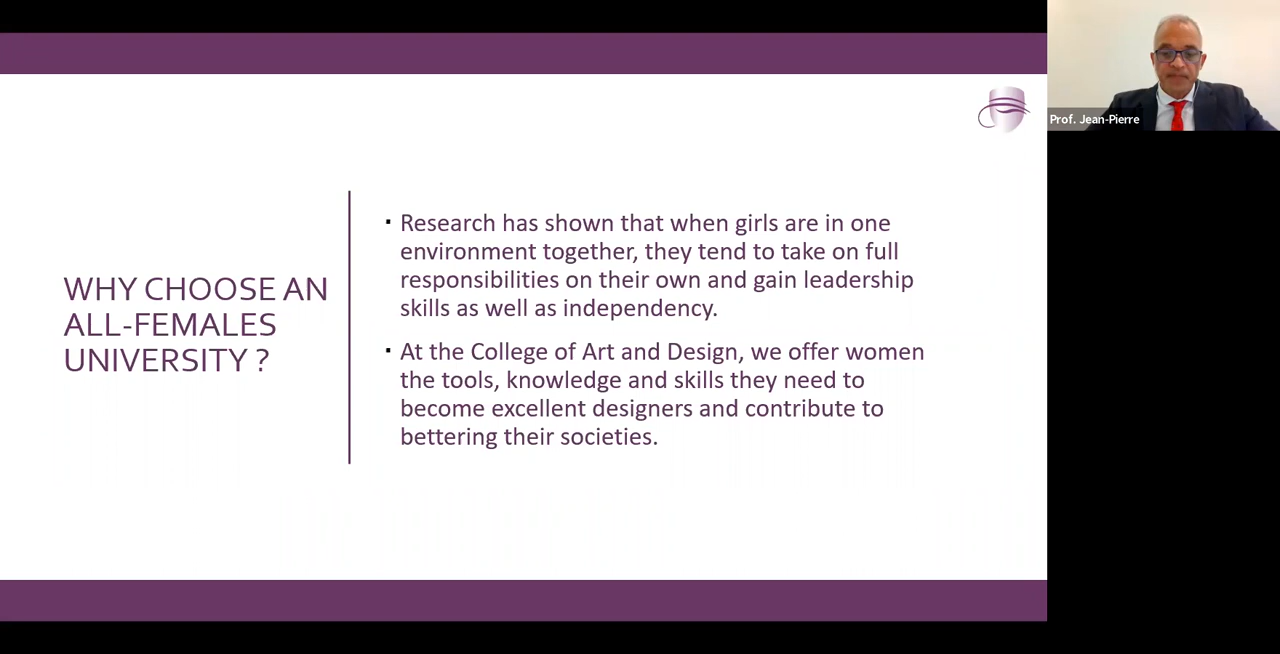 WHY CHOOSE AN
ALL-FEMALES
UNIVERSITY ?
▪ Research has shown that when girls are in one
environment together, they tend to take on full
responsibilities on their own and gain leadership
skills as well as independency.
▪ At the College of Art and Design, we offer women
the tools, knowledge and skills they need to
become excellent designers and contribute to
bettering their societies.
Prof. Jean-Pierre